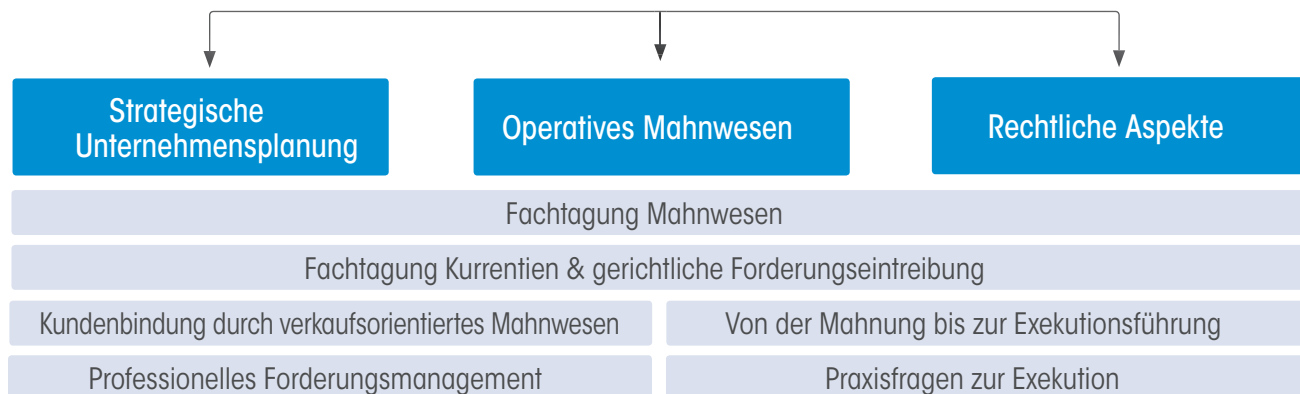 Strategische
Unternehmensplanung
Operatives Mahnwesen
Rechtliche Aspekte
Fachtagung Mahnwesen
Fachtagung Kurrentien & gerichtliche Forderungseintreibung
Kundenbindung durch verkaufsorientiertes Mahnwesen
Von der Mahnung bis zur Exekutionsführung
Professionelles Forderungsmanagement
Praxisfragen zur Exekution